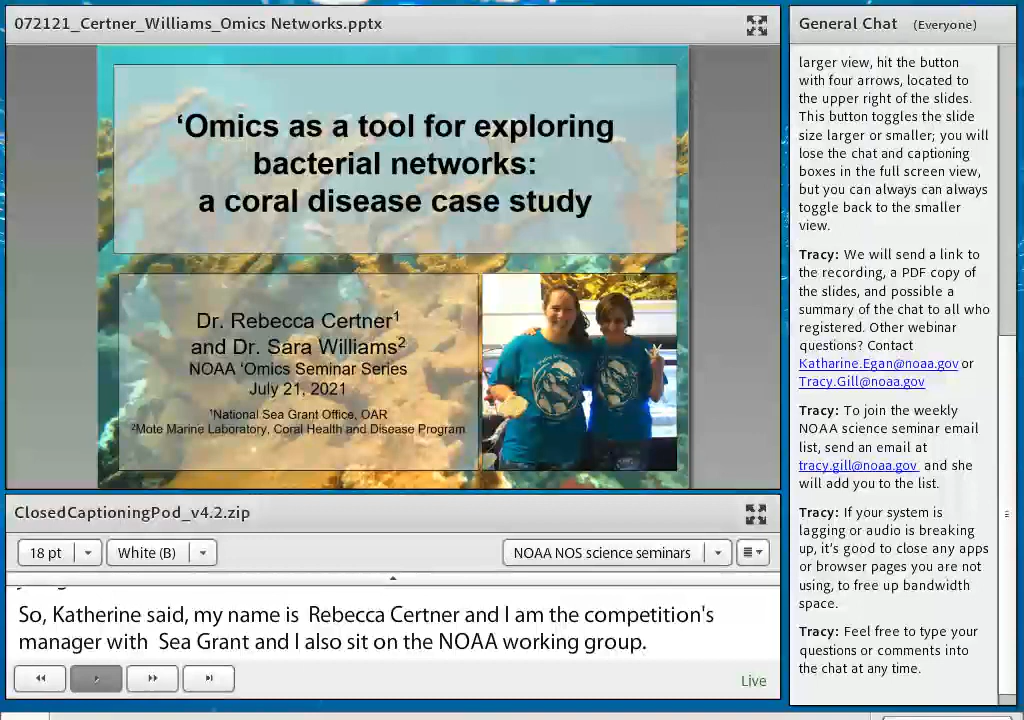 072121_Certner_Williams_Omics Networks.pptx
‘Omics as a tool for exploring
bacterial networks:
a coral disease case study
Dr. Rebecca Certner¹
and Dr. Sara Williams²
NOAA ‘Omics Seminar Series
July 21, 2021
¹National Sea Grant Office, OAR
²Mote Marine Laboratory, Coral Health and Disease Program
ClosedCaptioningPod_v4.2.zip
18 pt
White (B)
NOAA NOS science seminars
So, Katherine said, my name is  Rebecca Certner and I am the competition's
manager with  Sea Grant and I also sit on the NOAA working group.
Live
General Chat (Everyone)
larger view, hit the button
with four arrows, located to
the upper right of the slides.
This button toggles the slide
size larger or smaller; you will
lose the chat and captioning
boxes in the full screen view,
but you can always can always
toggle back to the smaller
view.
Tracy: We will send a link to
the recording, a PDF copy of
the slides, and possible a
summary of the chat to all who
registered. Other webinar
questions? Contact
Katharine.Egan@noaa.gov or
Tracy.Gill@noaa.gov
Tracy: To join the weekly
NOAA science seminar email
list, send an email at
tracy.gill@noaa.gov and she
will add you to the list.
Tracy: If your system is
lagging or audio is breaking
up, it’s good to close any apps
or browser pages you are not
using, to free up bandwidth
space.
Tracy: Feel free to type your
questions or comments into
the chat at any time.